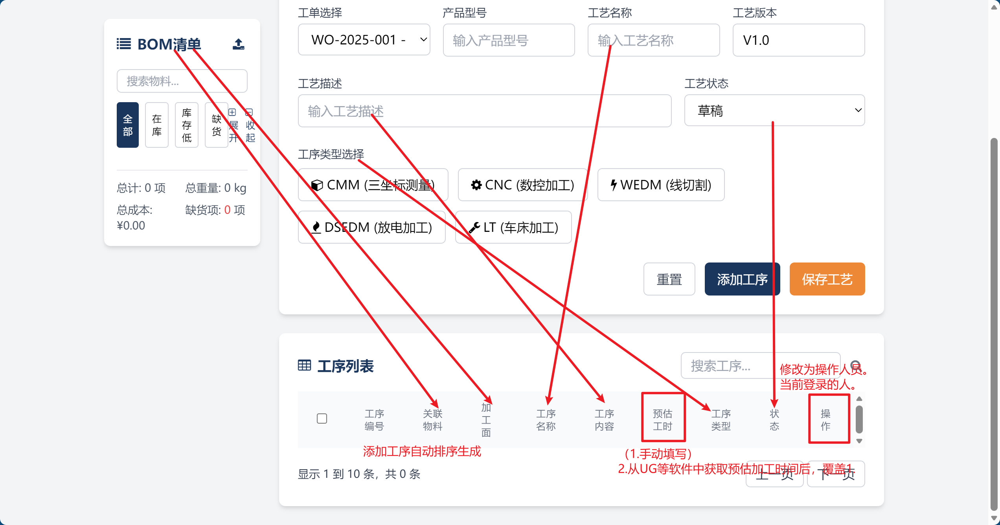 BOM清单
搜索物料...
全部
在库
库存低
缺货
展开
收起
总计: 0 项
总重量: 0 kg
总成本:
¥0.00
缺货项: 0 项
工单选择
产品型号
工艺名称
工艺版本
WO-2025-001 -
输入产品型号
输入工艺名称
V1.0
工艺描述
工艺状态
输入工艺描述
草稿
工序类型选择
CMM (三坐标测量)
CNC (数控加工)
WEDM (线切割)
DSEDM (放电加工)
LT (车床加工)
重置
添加工序
保存工艺
工序列表
搜索工序...
修改为操作人员。
当前登录的人。
工序编号
关联物料
加工面
工序名称
工序内容
预估工时
工序类型
状态
操作
添加工序自动排序生成
（1.手动填写）
2.从UG等软件中获取预估加工时间后，覆盖1.
显示 1 到 10 条，共 0 条
上一页
下一页